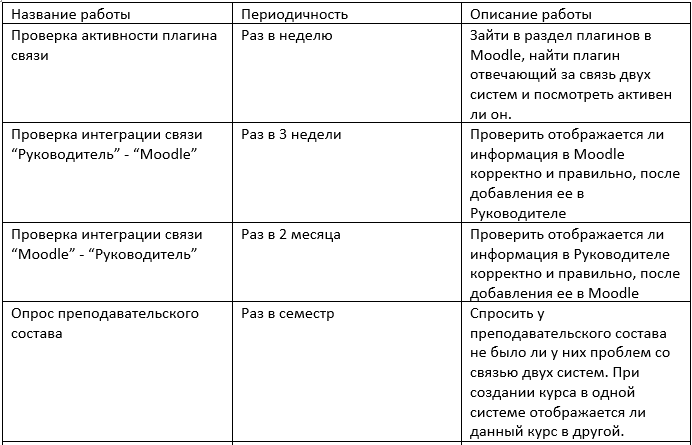 Название работы
Периодичность
Описание работы
Проверка активности плагина
связи
Раз в неделю
Зайти в раздел плагинов в
Moodle, найти плагин
отвечающий за связь двух
систем и посмотреть активен
ли он.
Проверка интеграции связи
“Руководитель” - “Moodle”
Раз в 3 недели
Проверить отображается ли
информация в Moodle
корректно и правильно, после
добавления ее в
Руководителе
Проверка интеграции связи
“Moodle” - “Руководитель”
Раз в 2 месяца
Проверить отображается ли
информация в Руководителе
корректно и правильно, после
добавления ее в Moodle
Опрос преподавательского
состава
Раз в семестр
Спросить у
преподавательского состава
не было ли у них проблем со
связью двух систем. При
создании курса в одной
системе отображается ли
данный курс в другой.